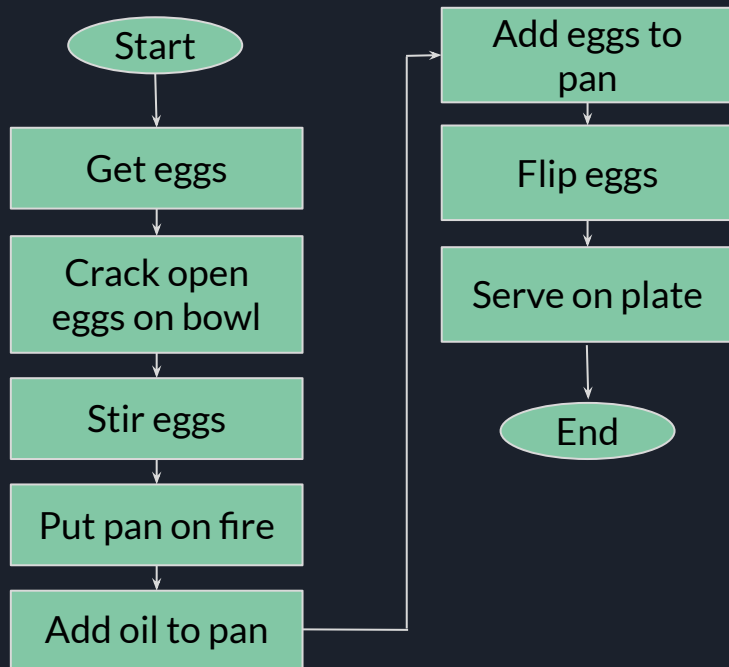 Start
Get eggs
Crack open
eggs on bowl
Stir eggs
Put pan on fire
Add oil to pan
Add eggs to
pan
Flip eggs
Serve on plate
End